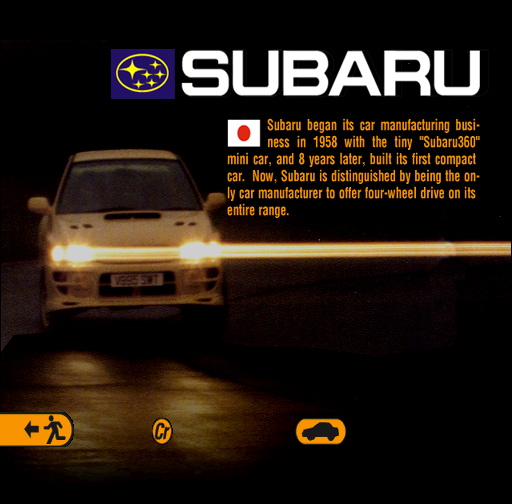 SUBARU
Subaru began its car manufacturing busi-
ness in 1958 with the tiny "Subaru360"
mini car, and 8 years later, built its first compact
car. Now, Subaru is distinguished by being the on-
ly car manufacturer to offer four-wheel drive on its
entire range.
Cr